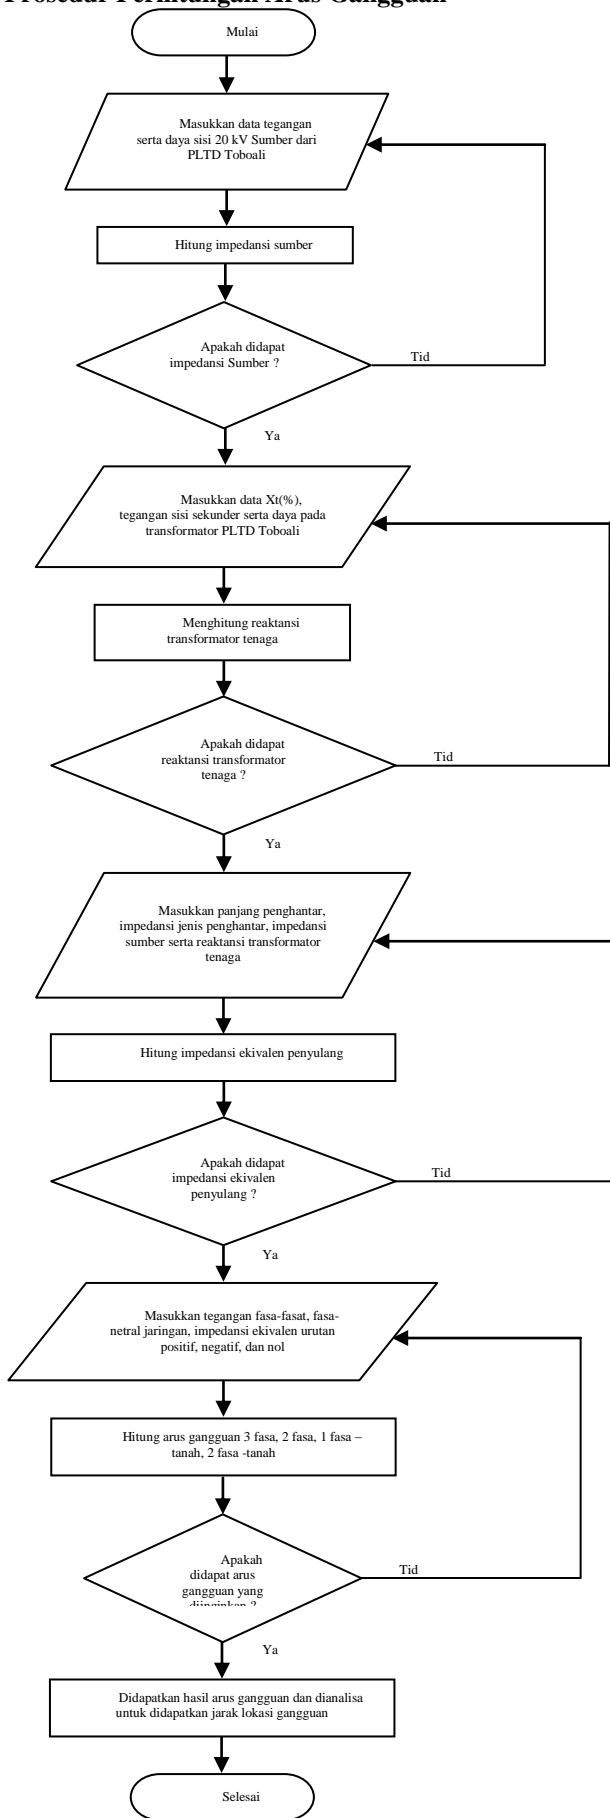 Prosedur Perhitungan Arus Gangguan
Mulai
Masukkan data tegangan
serta daya sisi 20 kV Sumber dari
PLTD Toboali
Hitung impedansi sumber
Apakah didapat
impedansi Sumber ?
Tid
Ya
Masukkan data Xt(%),
tegangan sisi sekunder serta daya pada
transformator PLTD Toboali
Menghitung reaktansi
transformator tenaga
Apakah didapat
reaktansi transformator
tenaga ?
Tid
Ya
Masukkan panjang penghantar,
impedansi jenis penghantar, impedansi
sumber serta reaktansi transformator
tenaga
Hitung impedansi ekivalen penyulang
Apakah didapat
impedansi ekivalen
penyulang ?
Tid
Ya
Masukkan tegangan fasa-fasat, fasa-
netral jaringan, impedansi ekivalen urutan
positif, negatif, dan nol
Hitung arus gangguan 3 fasa, 2 fasa, 1 fasa –
tanah, 2 fasa -tanah
Apakah
didapat arus
gangguan yang
diinginkan ?
Tid
Ya
Didapatkan hasil arus gangguan dan dianalisa
untuk didapatkan jarak lokasi gangguan
Selesai